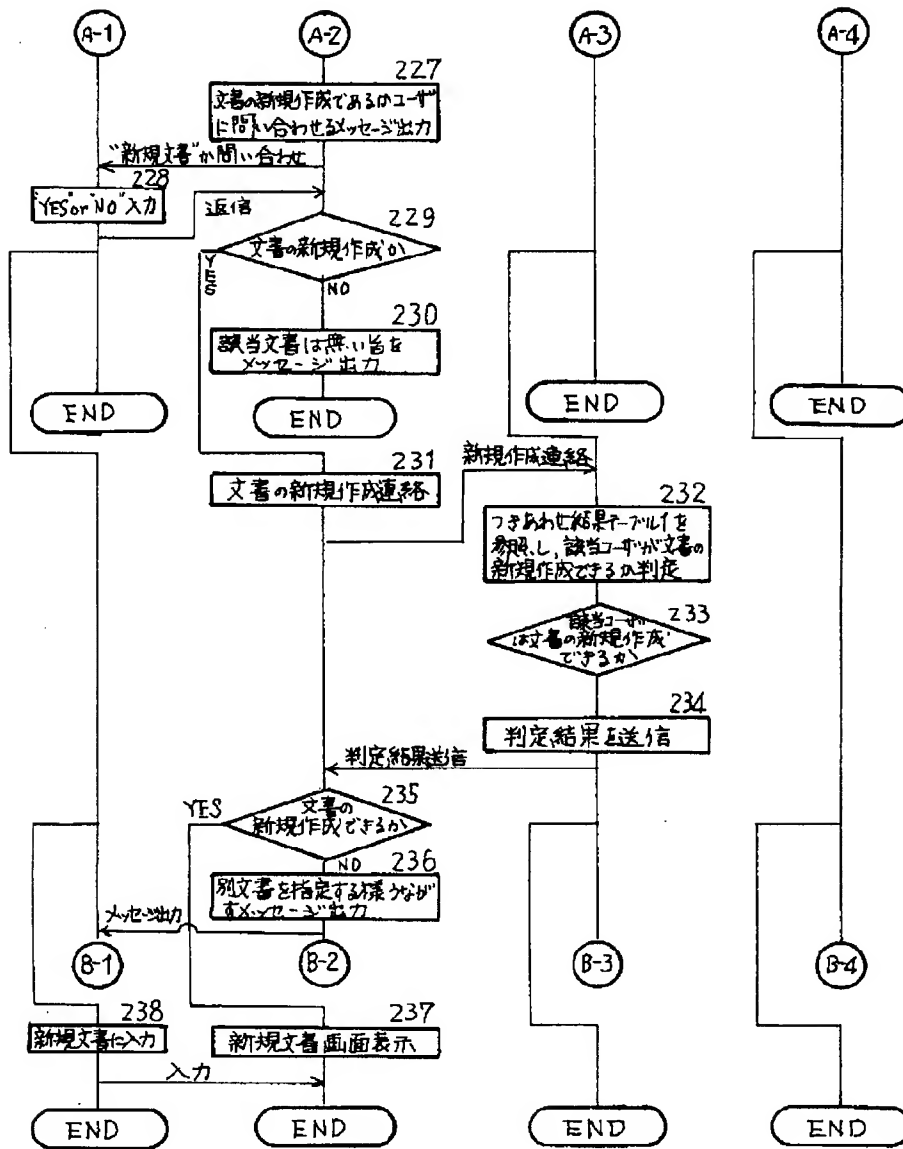 A-1
A-2
A-3
A-4
227
文書の新規作成であるかユーザ
に問い合わせるメッセージ出力
"新規文書"か問い合わせ
228
"YES" or "NO" 入力
返信
229
文書の新規作成か
YES
NO
230
該当文書は無い旨を
メッセージ出力
END
END
END
END
231
文書の新規作成連絡
新規作成連絡
232
つきあわせ結果テーブル1を
参照し、該当ユーザが文書の
新規作成できるか判定
233
該当ユーザ
は文書の新規作成
できるか
234
判定結果を送信
判定結果送信
235
文書の
新規作成できるか
YES
NO
236
別文書を指定する様うなが
すメッセージ出力
メッセージ出力
B-1
B-2
B-3
B-4
238
新規文書に入力
237
新規文書画面表示
入力
END
END
END
END